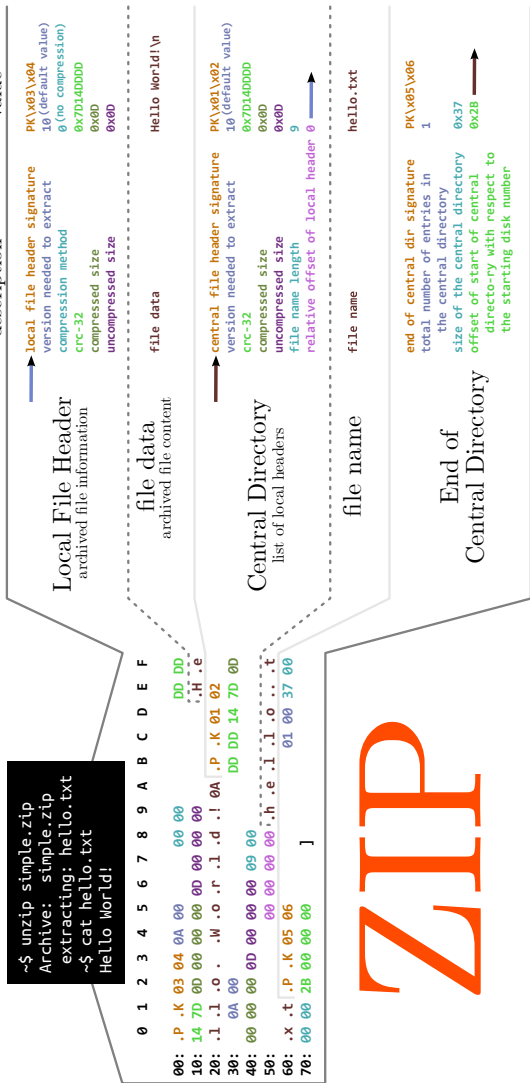 ~$ unzip simple.zip
Archive:  simple.zip
extracting: hello.txt
~$ cat hello.txt
Hello World!
0 1 2 3 4 5 6 7 8 9 A B C D E F
00: .P .K 03 04 0A 00 00 00 DD DD
10: 14 7D 0D 00 00 00 0D 00 00 00 .H .e
20: .l .l .o . .W .o .r .l .d .! 0A .P .K 01 02
30: 0A 00 DD DD 14 7D 0D
40: 00 00 00 0D 00 00 00 09 00
50: 00 00 00 00 .h .e .l .l .o .. .t
60: .x .t .P .K 05 06 01 00 37 00
70: 00 00 2B 00 00 00 ]
ZIP
Local File Header
archived file information
local file header signature PK\x03\x04
version needed to extract 10 (default value)
compression method 0 (no compression)
crc-32 0x7D14DDDD
compressed size 0x0D
uncompressed size 0x0D
file data
archived file content
file data Hello World!\n
Central Directory
list of local headers
central file header signature PK\x01\x02
version needed to extract 10 (default value)
crc-32 0x7D14DDDD
compressed size 0x0D
uncompressed size 0x0D
file name length 9
relative offset of local header 0
file name
file name hello.txt
End of
Central Directory
end of central dir signature PK\x05\x06
total number of entries in 1
the central directory
size of the central directory 0x37
offset of start of central 0x2B
directo-ry with respect to
the starting disk number